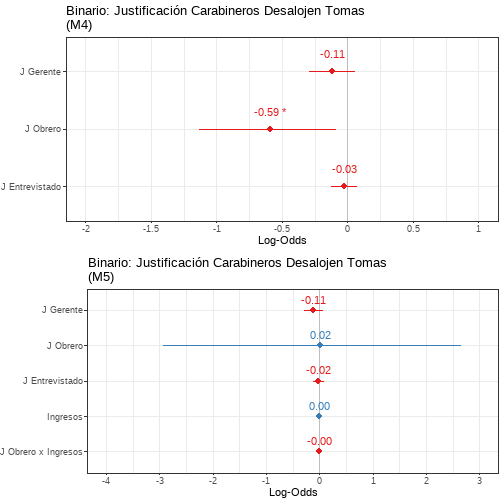 Binario: Justificación Carabineros Desalojen Tomas
(M4)
-0.11
J Gerente
-0.59 *
J Obrero
-0.03
J Entrevistado
-2 -1.5 -1 -0.5 0 0.5 1
Log-Odds
Binario: Justificación Carabineros Desalojen Tomas
(M5)
-0.11
J Gerente
0.02
J Obrero
-0.02
J Entrevistado
0.00
Ingresos
-0.00
J Obrero x Ingresos
-4 -3 -2 -1 0 1 2 3
Log-Odds